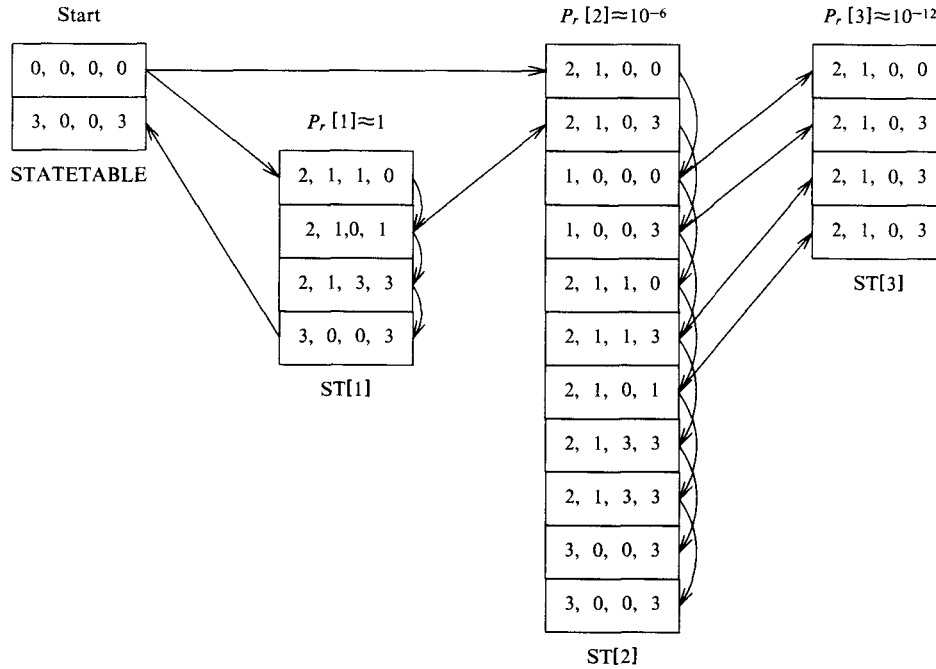 Start
0, 0, 0, 0
3, 0, 0, 3
STATETABLE
Pr [1]≈1
2, 1, 1, 0
2, 1,0, 1
2, 1, 3, 3
3, 0, 0, 3
ST[1]
Pr [2]≈10⁻⁶
2, 1, 0, 0
2, 1, 0, 3
1, 0, 0, 0
1, 0, 0, 3
2, 1, 1, 0
2, 1, 1, 3
2, 1, 0, 1
2, 1, 3, 3
2, 1, 3, 3
3, 0, 0, 3
3, 0, 0, 3
ST[2]
Pr [3]≈10⁻¹²
2, 1, 0, 0
2, 1, 0, 3
2, 1, 0, 3
2, 1, 0, 3
ST[3]